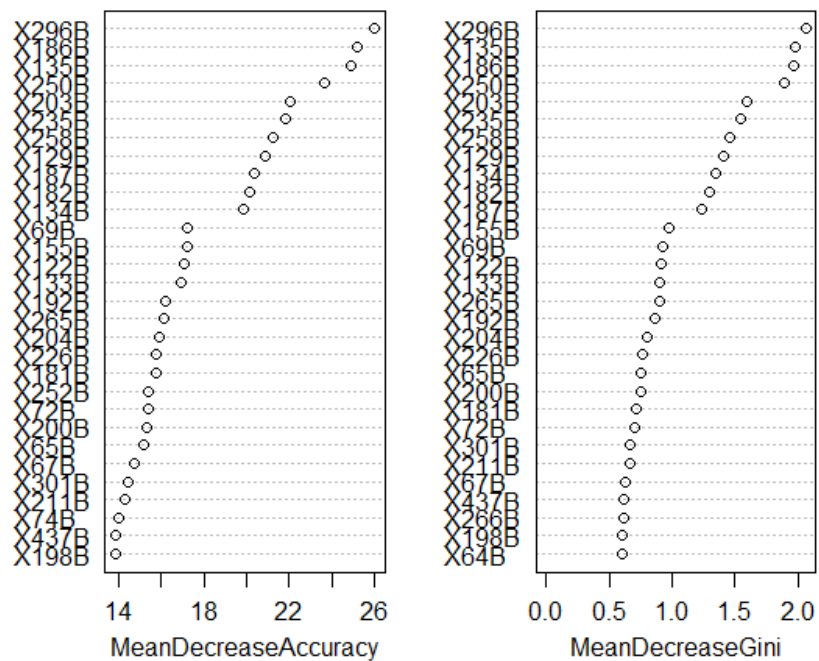 X296B
X186B
X135B
X250B
X203B
X235B
X258B
X129B
X187B
X182B
X134B
X69B
X155B
X122B
X133B
X192B
X265B
X204B
X226B
X181B
X252B
X72B
X200B
X65B
X67B
X301B
X211B
X74B
X437B
X198B
14 18 22 26
MeanDecreaseAccuracy
X296B
X135B
X186B
X250B
X203B
X235B
X258B
X129B
X134B
X182B
X187B
X155B
X69B
X122B
X133B
X265B
X192B
X204B
X226B
X65B
X200B
X181B
X72B
X301B
X211B
X67B
X437B
X266B
X198B
X64B
0.0 0.5 1.0 1.5 2.0
MeanDecreaseGini